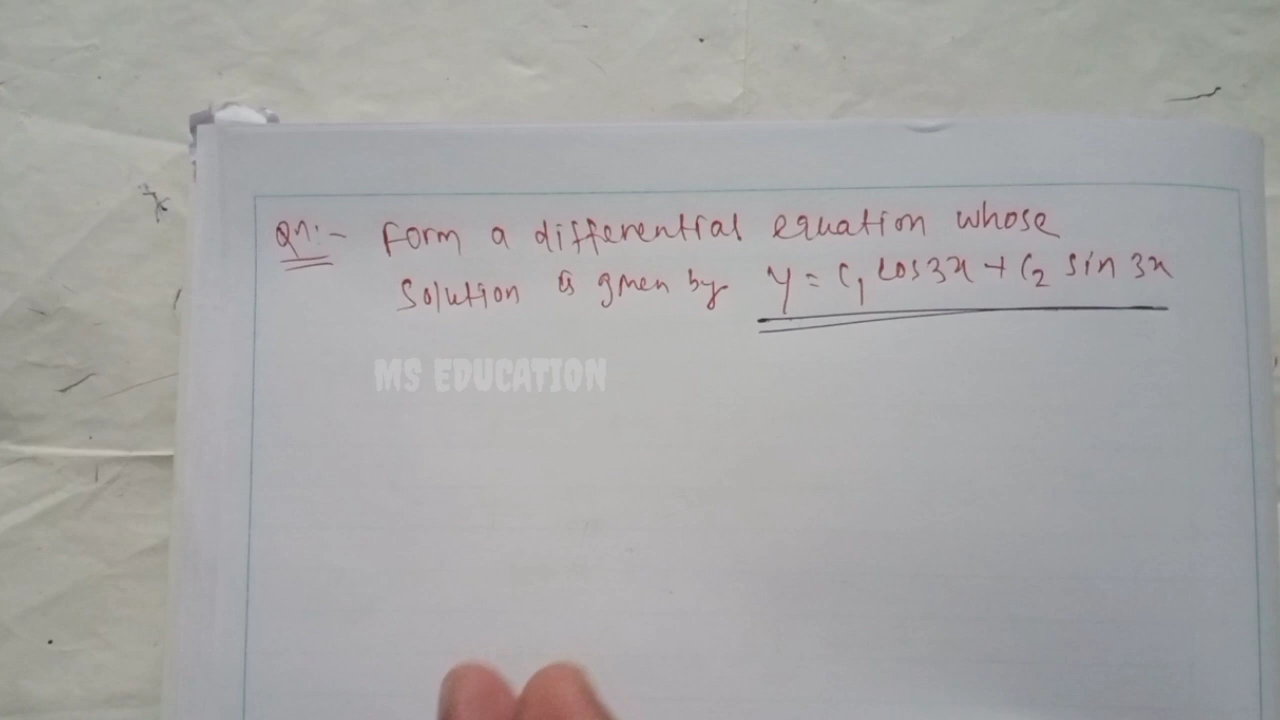 Qn:- Form a differential equation whose
solution is given by y = C₁ cos3x + C₂ sin 3x
MS EDUCATION